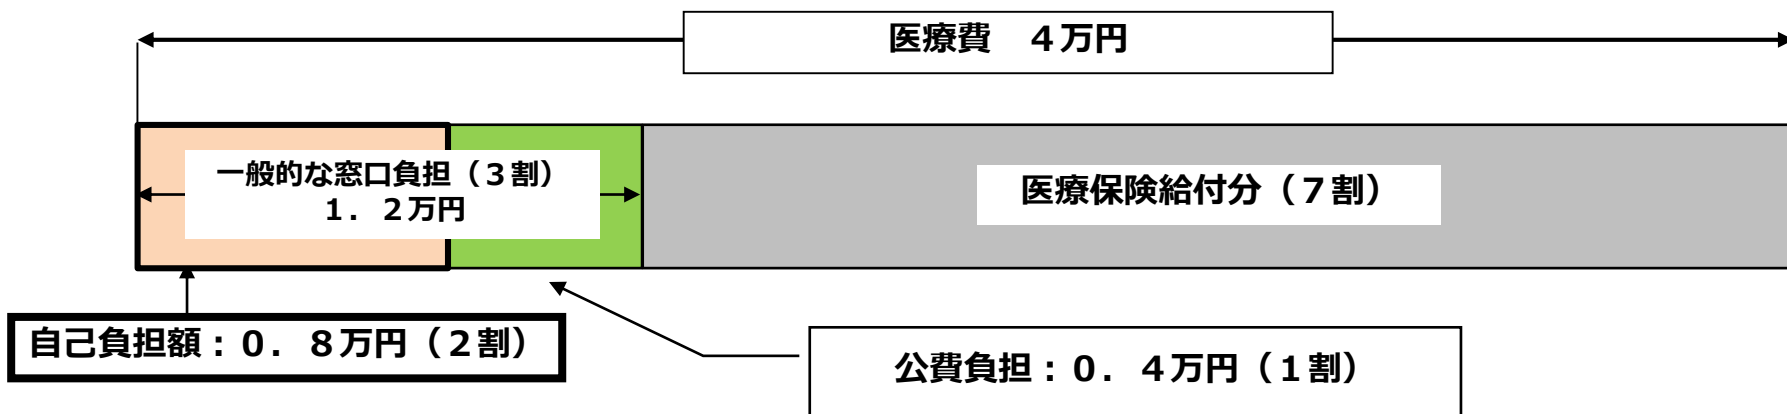 医療費　４万円
一般的な窓口負担（３割）
１．２万円
医療保険給付分（７割）
自己負担額：０．８万円（２割）
公費負担：０．４万円（１割）